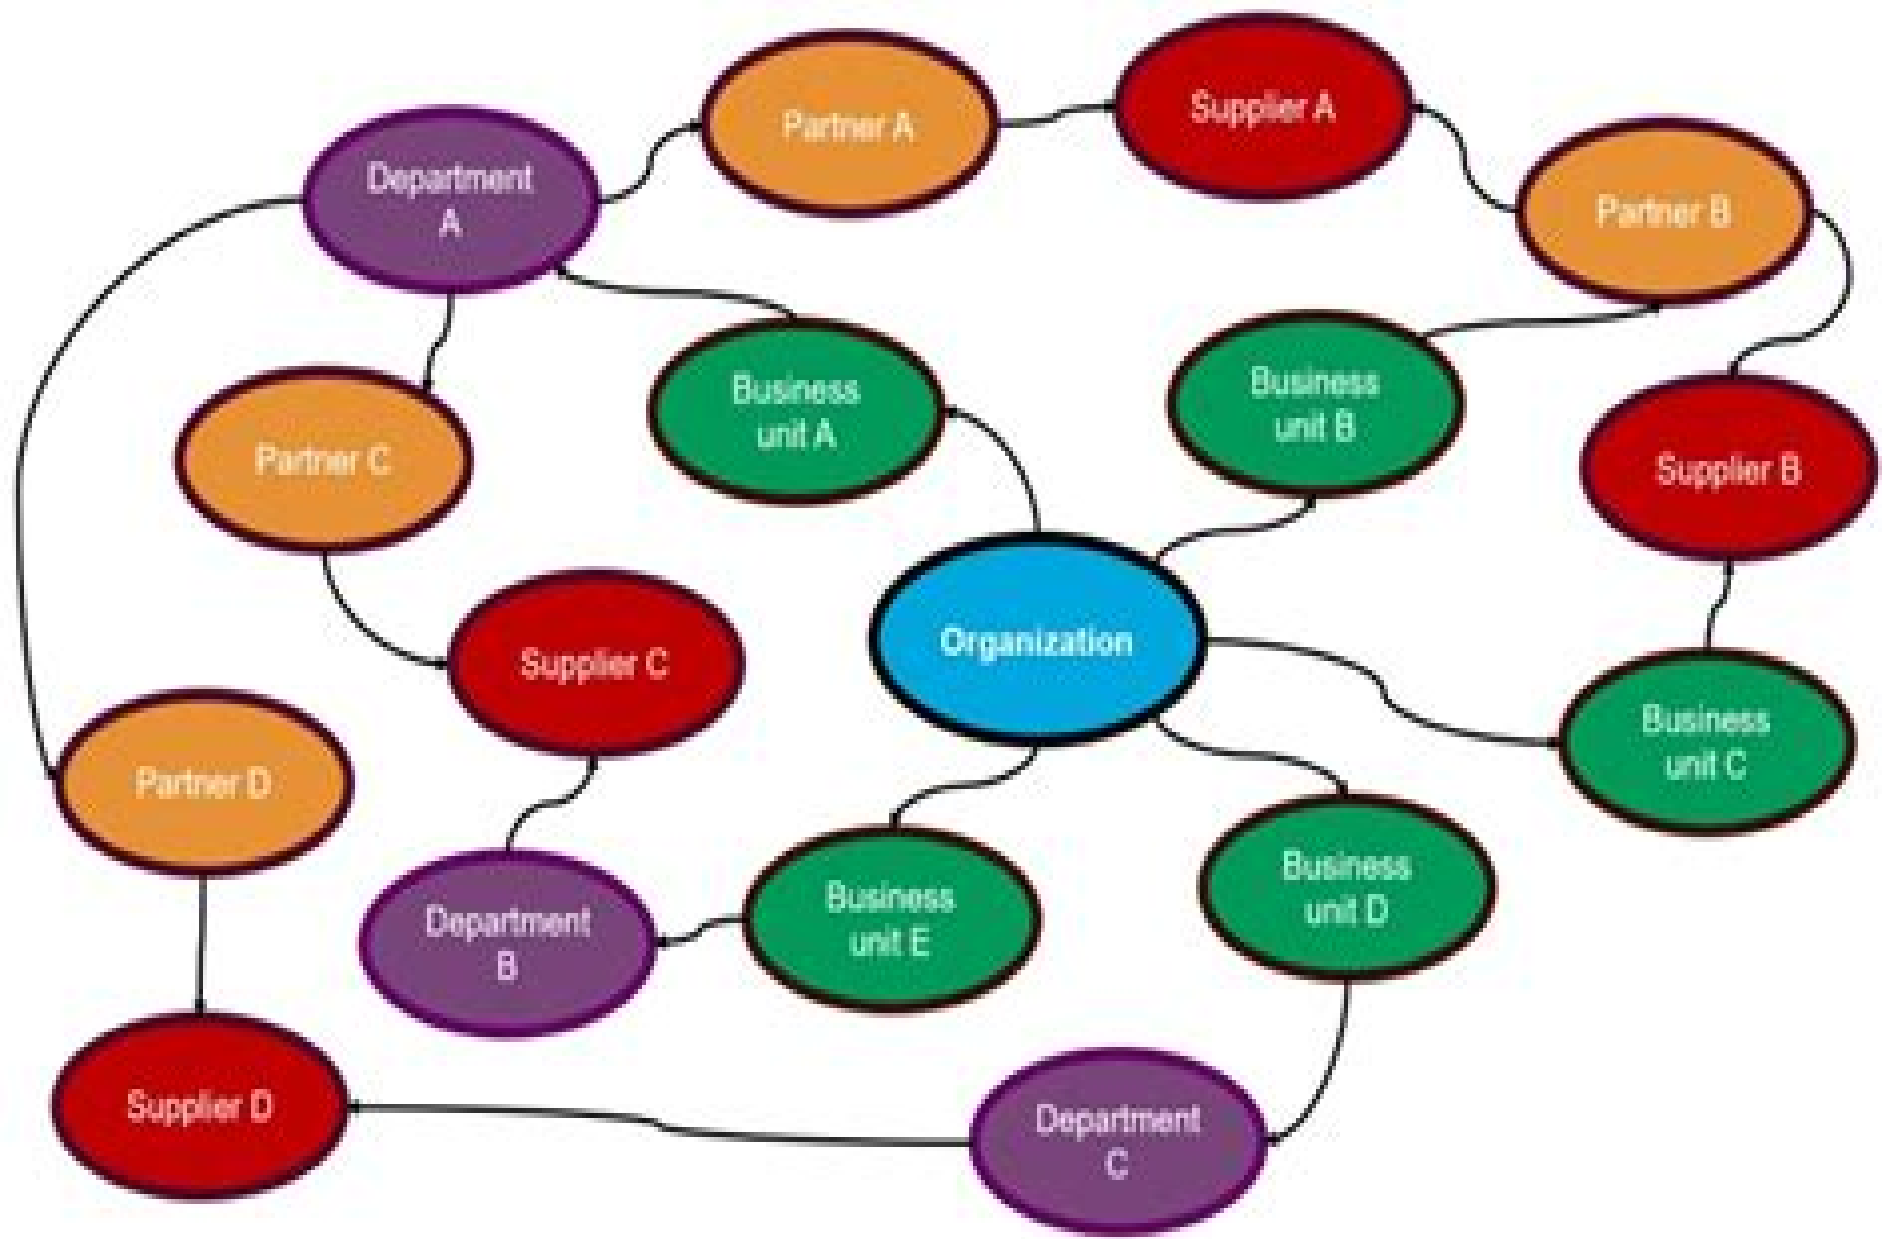 Partner A
Supplier A
Department
A
Partner B
Business
unit A
Business
unit B
Partner C
Supplier B
Organization
Supplier C
Business
unit C
Partner D
Business
unit D
Department
B
Business
unit E
Supplier D
Department
C